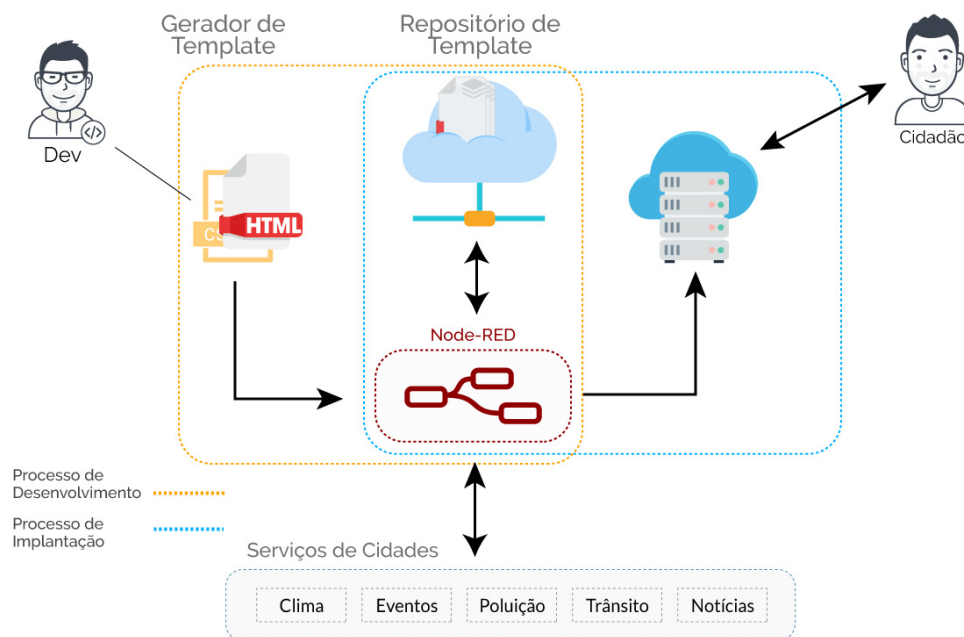 Gerador de
Template
Repositório de
Template
Dev
Cidadão
CS
HTML
Node-RED
Processo de
Desenvolvimento
Processo de
Implantação
Serviços de Cidades
Clima
Eventos
Poluição
Trânsito
Notícias